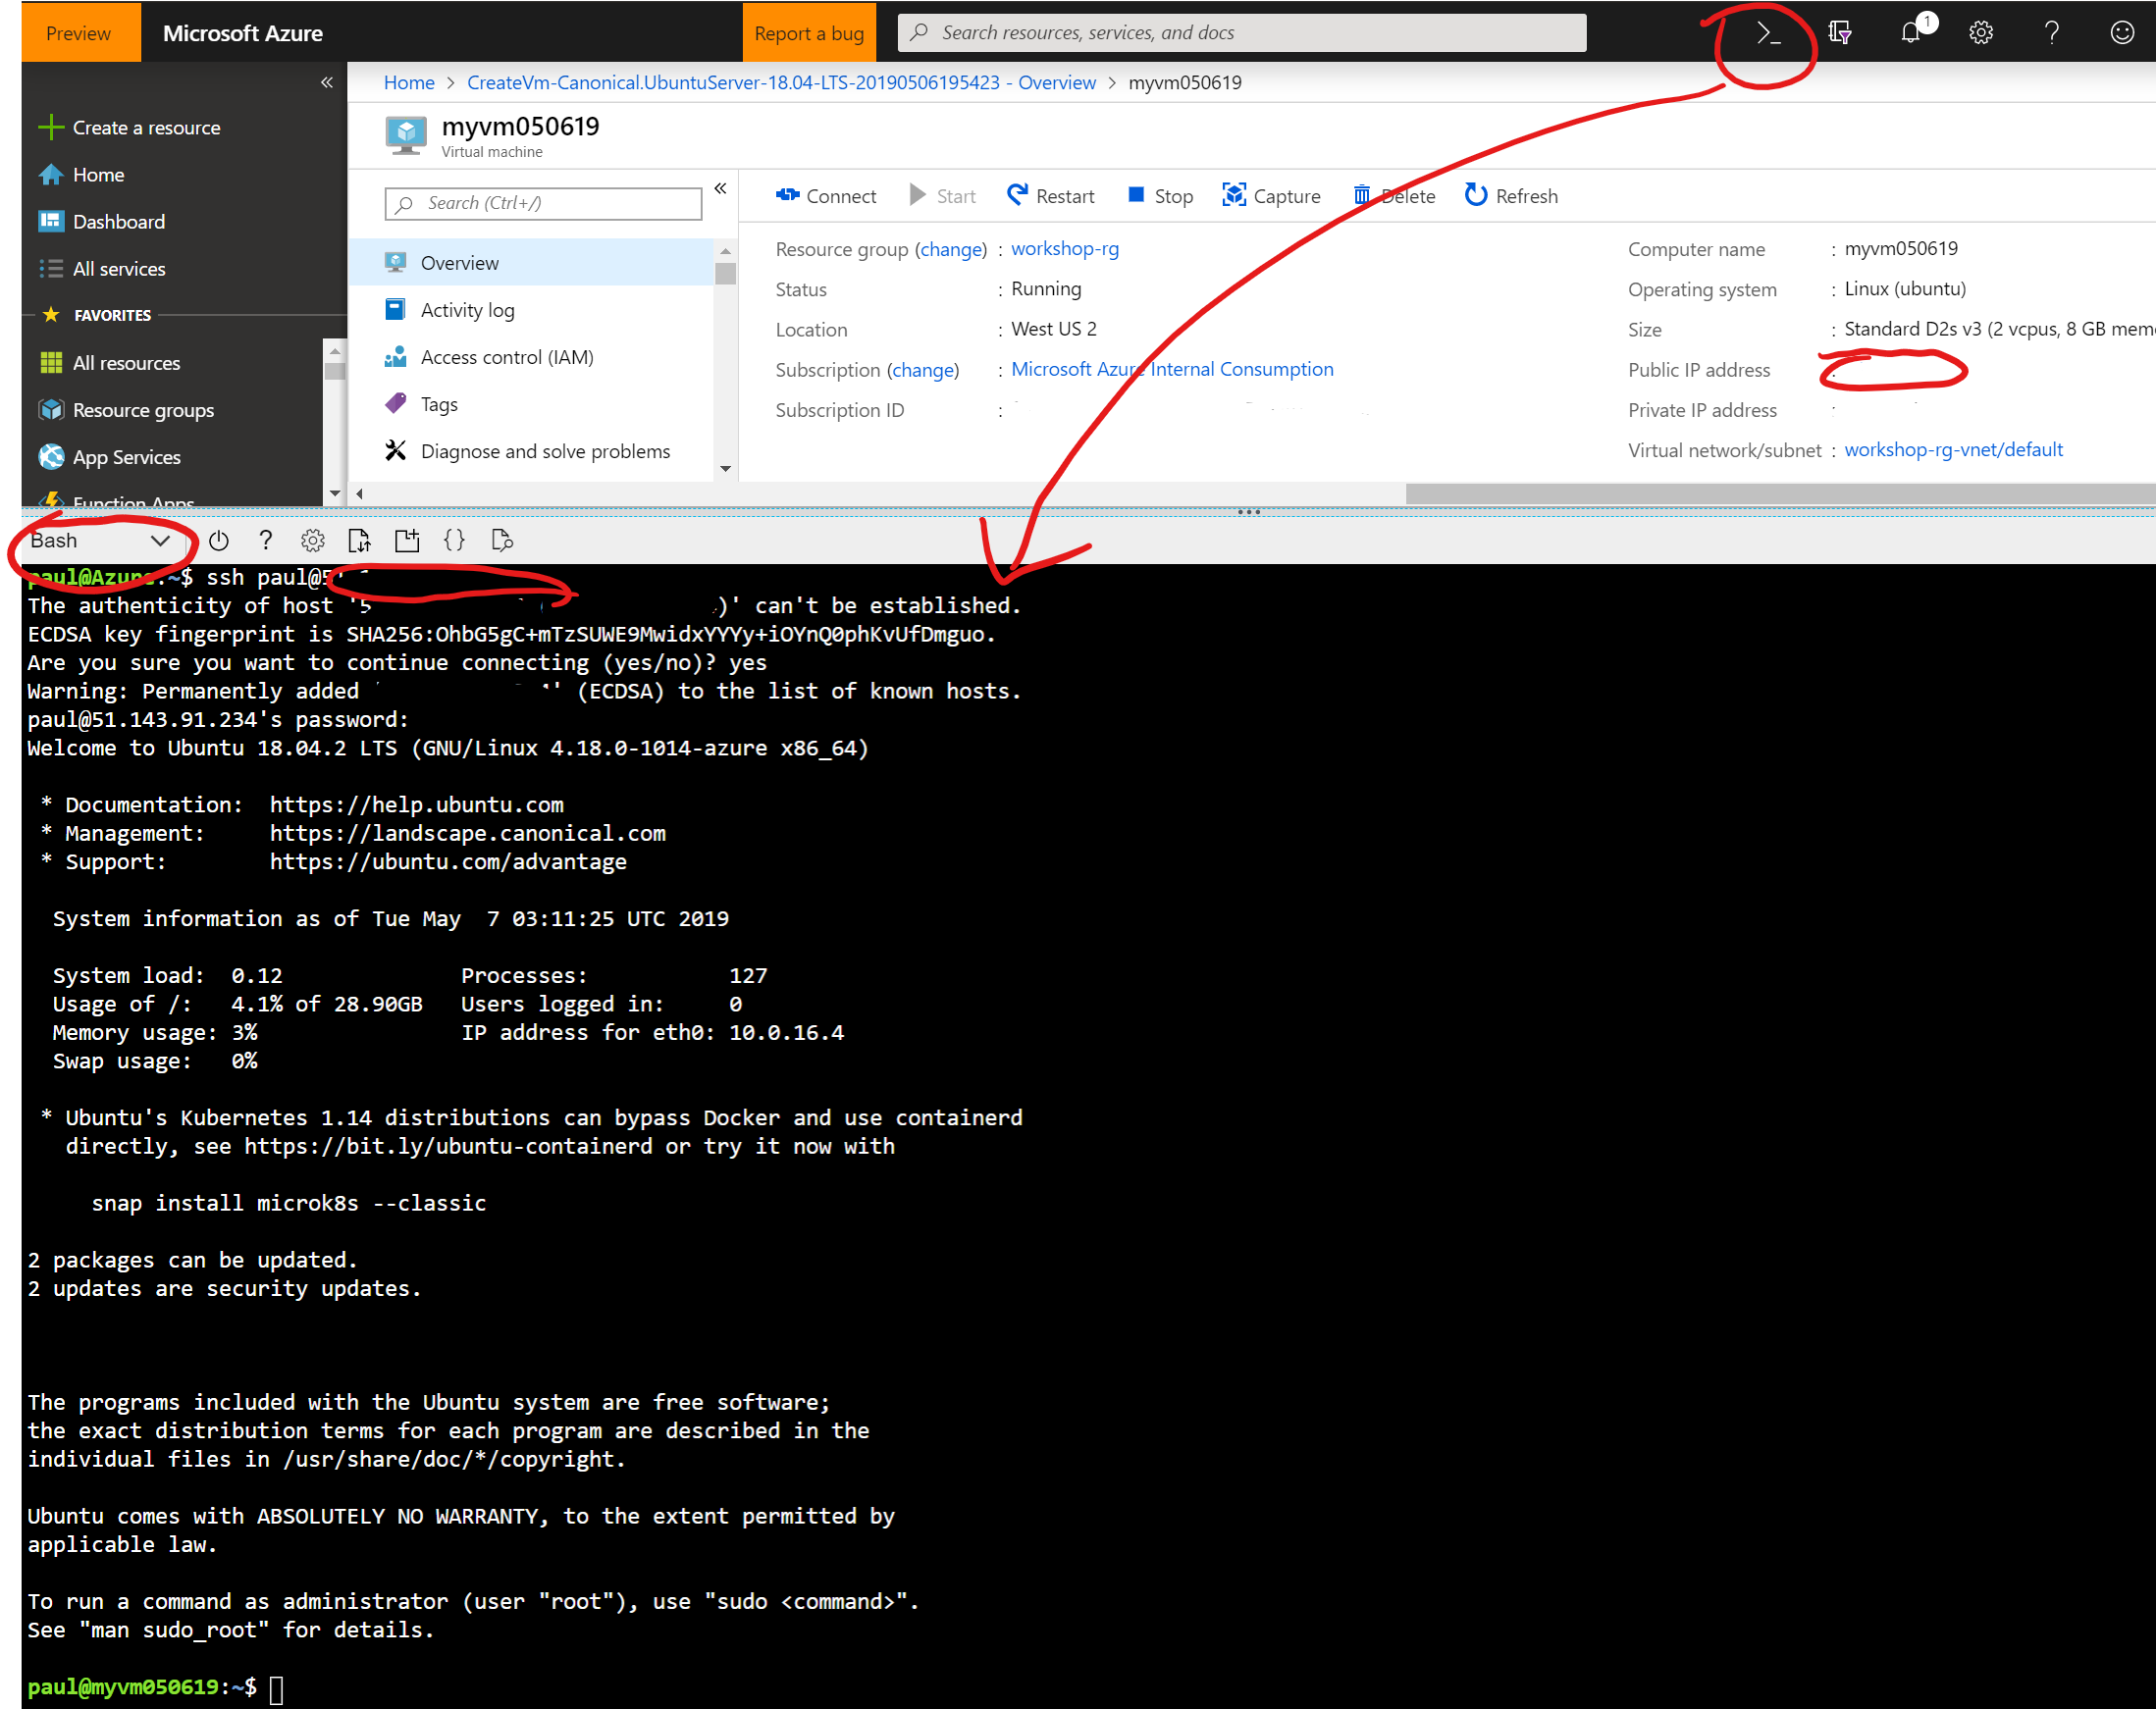 Preview
Microsoft Azure
Report a bug
Search resources, services, and docs
1
Home > CreateVm-Canonical.UbuntuServer-18.04-LTS-20190506195423 - Overview > myvm050619
Create a resource
Home
Dashboard
All services
FAVORITES
All resources
Resource groups
App Services
Function Apps
myvm050619
Virtual machine
Search (Ctrl+/)
Overview
Activity log
Access control (IAM)
Tags
Diagnose and solve problems
Connect Start Restart Stop Capture Delete Refresh
Resource group (change) : workshop-rg
Status : Running
Location : West US 2
Subscription (change) : Microsoft Azure Internal Consumption
Subscription ID :
Computer name : myvm050619
Operating system : Linux (ubuntu)
Size : Standard D2s v3 (2 vcpus, 8 GB mem
Public IP address :
Private IP address :
Virtual network/subnet : workshop-rg-vnet/default
Bash
paul@Azure:~$ ssh paul@
The authenticity of host '5 ( )' can't be established.
ECDSA key fingerprint is SHA256:OhbG5gC+mTzSUWE9MwidxYYYy+iOYnQ0phKvUfDmguo.
Are you sure you want to continue connecting (yes/no)? yes
Warning: Permanently added ' ' (ECDSA) to the list of known hosts.
paul@51.143.91.234's password:
Welcome to Ubuntu 18.04.2 LTS (GNU/Linux 4.18.0-1014-azure x86_64)
* Documentation: https://help.ubuntu.com
* Management: https://landscape.canonical.com
* Support: https://ubuntu.com/advantage
System information as of Tue May 7 03:11:25 UTC 2019
System load: 0.12 Processes: 127
Usage of /: 4.1% of 28.90GB Users logged in: 0
Memory usage: 3% IP address for eth0: 10.0.16.4
Swap usage: 0%
* Ubuntu's Kubernetes 1.14 distributions can bypass Docker and use containerd
directly, see https://bit.ly/ubuntu-containerd or try it now with
snap install microk8s --classic
2 packages can be updated.
2 updates are security updates.
The programs included with the Ubuntu system are free software;
the exact distribution terms for each program are described in the
individual files in /usr/share/doc/*/copyright.
Ubuntu comes with ABSOLUTELY NO WARRANTY, to the extent permitted by
applicable law.
To run a command as administrator (user "root"), use "sudo <command>".
See "man sudo_root" for details.
paul@myvm050619:~$